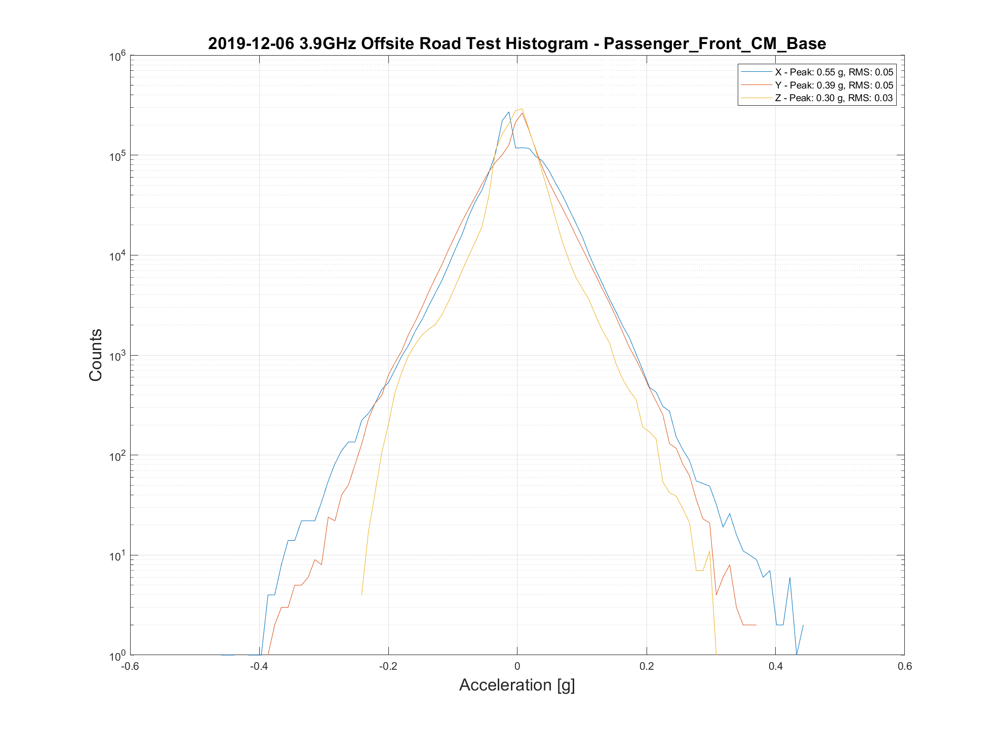 2019-12-06 3.9GHz Offsite Road Test Histogram - Passenger_Front_CM_Base
10^6
X - Peak: 0.55 g, RMS: 0.05
Y - Peak: 0.39 g, RMS: 0.05
Z - Peak: 0.30 g, RMS: 0.03
10^5
10^4
Counts
10^3
10^2
10^1
10^0
-0.6 -0.4 -0.2 0 0.2 0.4 0.6
Acceleration [g]